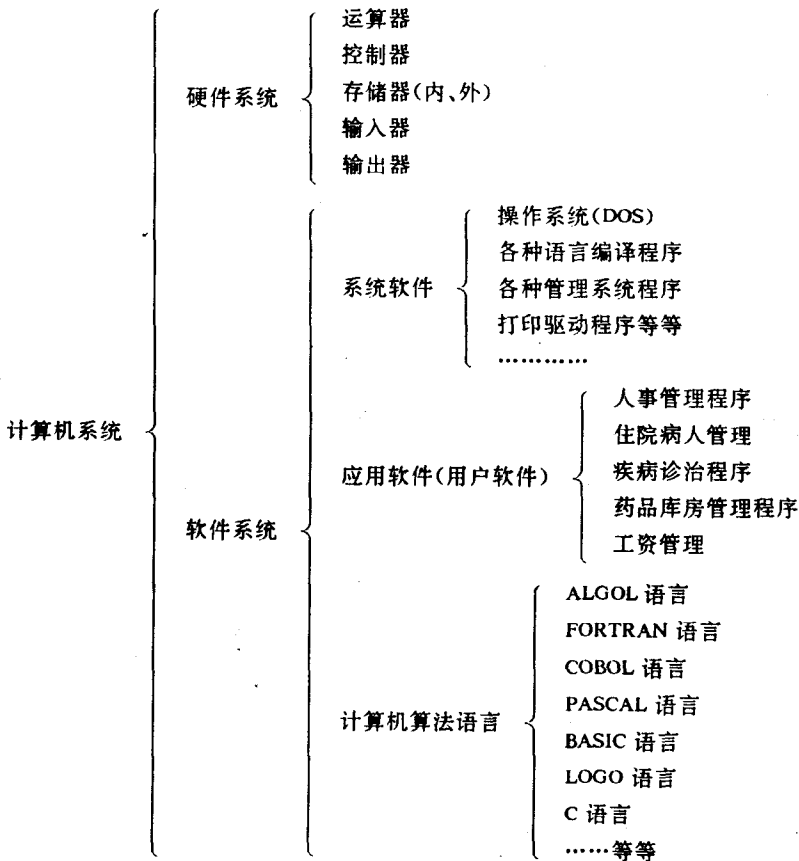 计算机系统
硬件系统
运算器
控制器
存储器(内、外)
输入器
输出器
软件系统
系统软件
操作系统(DOS)
各种语言编译程序
各种管理系统程序
打印驱动程序等等
…………
应用软件(用户软件)
人事管理程序
住院病人管理
疾病诊治程序
药品库房管理程序
工资管理
计算机算法语言
ALGOL 语言
FORTRAN 语言
COBOL 语言
PASCAL 语言
BASIC 语言
LOGO 语言
C 语言
……等等